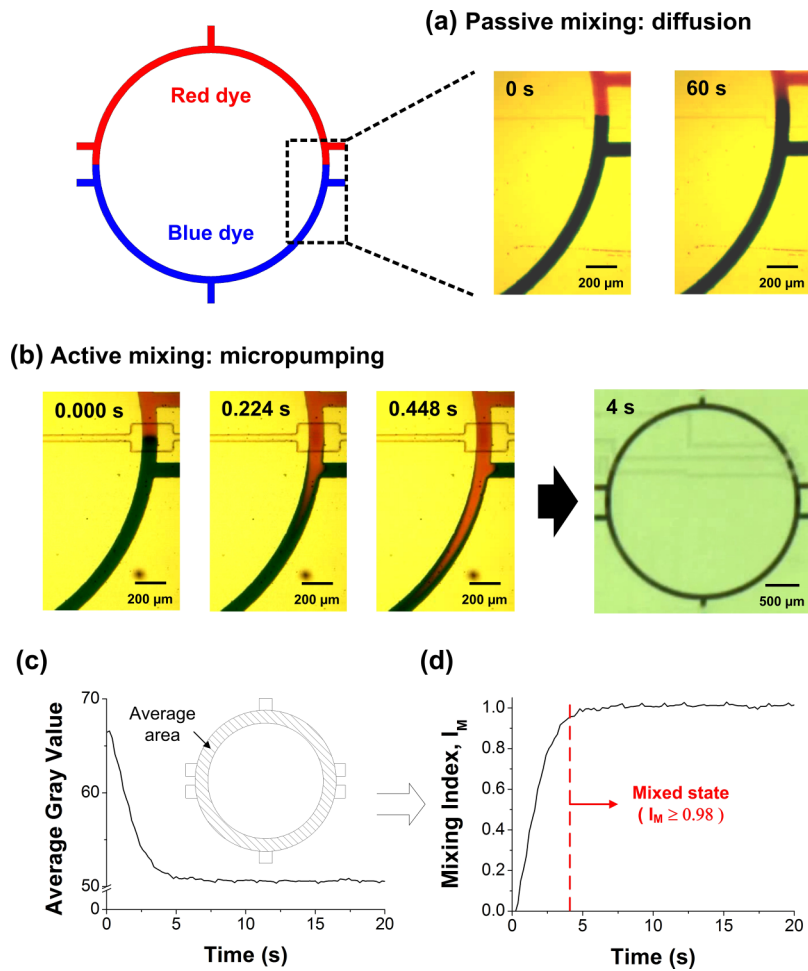 (a) Passive mixing: diffusion
Red dye
Blue dye
0 s
60 s
200 µm
200 µm
(b) Active mixing: micropumping
0.000 s
0.224 s
0.448 s
4 s
200 µm
200 µm
200 µm
500 µm
(c)
70
60
50
0
Average Gray Value
Average
area
0
5
10
15
20
Time (s)
(d)
1.0
0.8
0.6
0.4
0.2
0.0
Mixing Index, I_M
Mixed state
( I_M ≥ 0.98 )
0
5
10
15
20
Time (s)